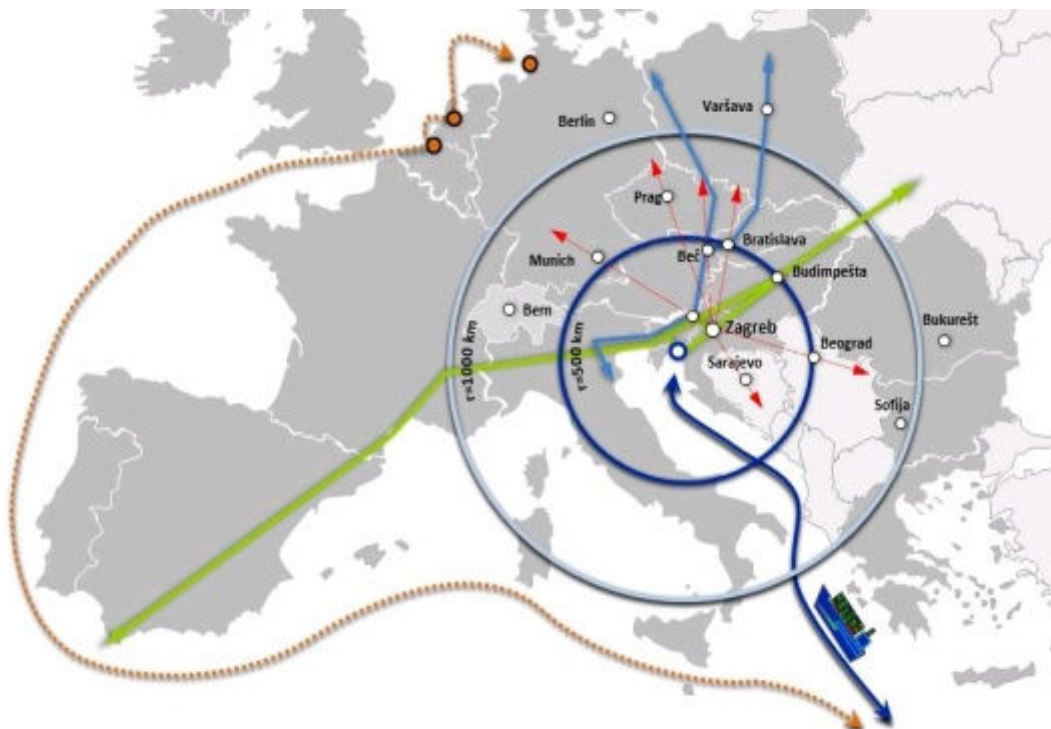 Varšava
Berlin
Prag
Bratislava
Beč
Munich
Budimpešta
Bern
Zagreb
Bukurešt
Beograd
r=1000 km
r=500 km
Sarajevo
Sofija